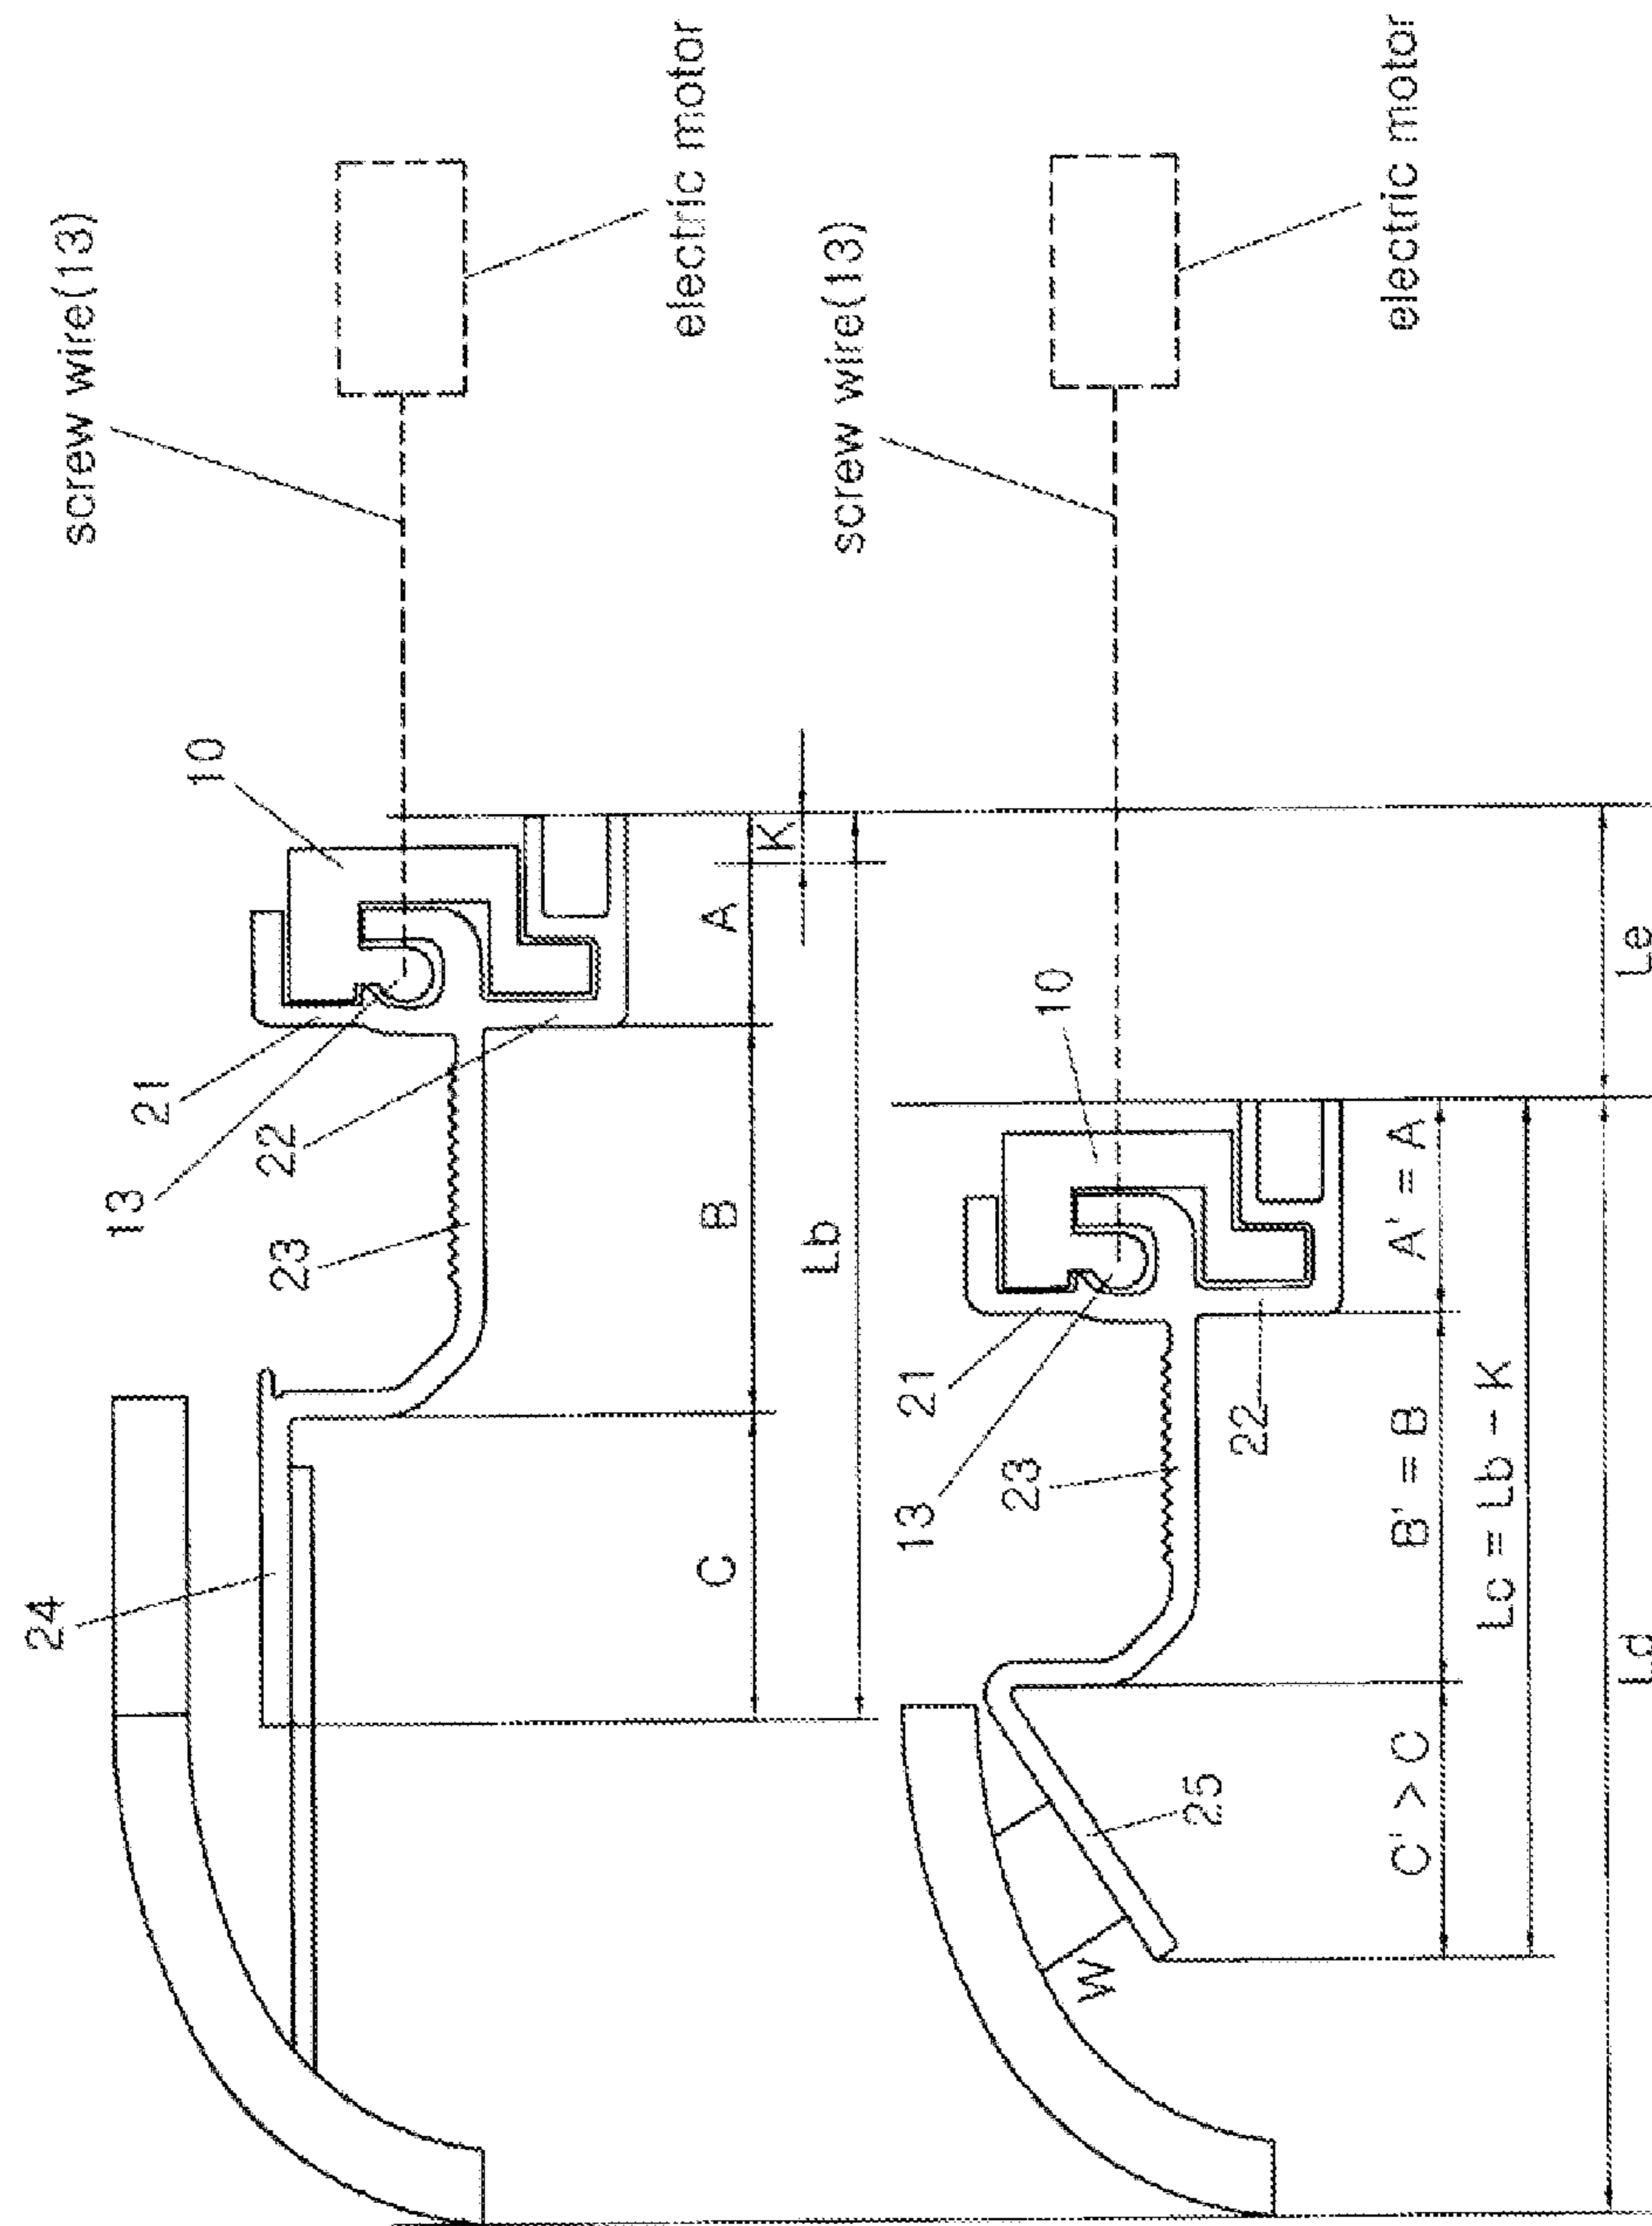 screw wire(13)
electric motor
10
21
13
22
23
24
K
A
B
C
Lb
screw wire(13)
electric motor
10
21
13
22
23
25
W
A' = A
B' = B
C' > C
Lc = Lb - K
Le
Ld